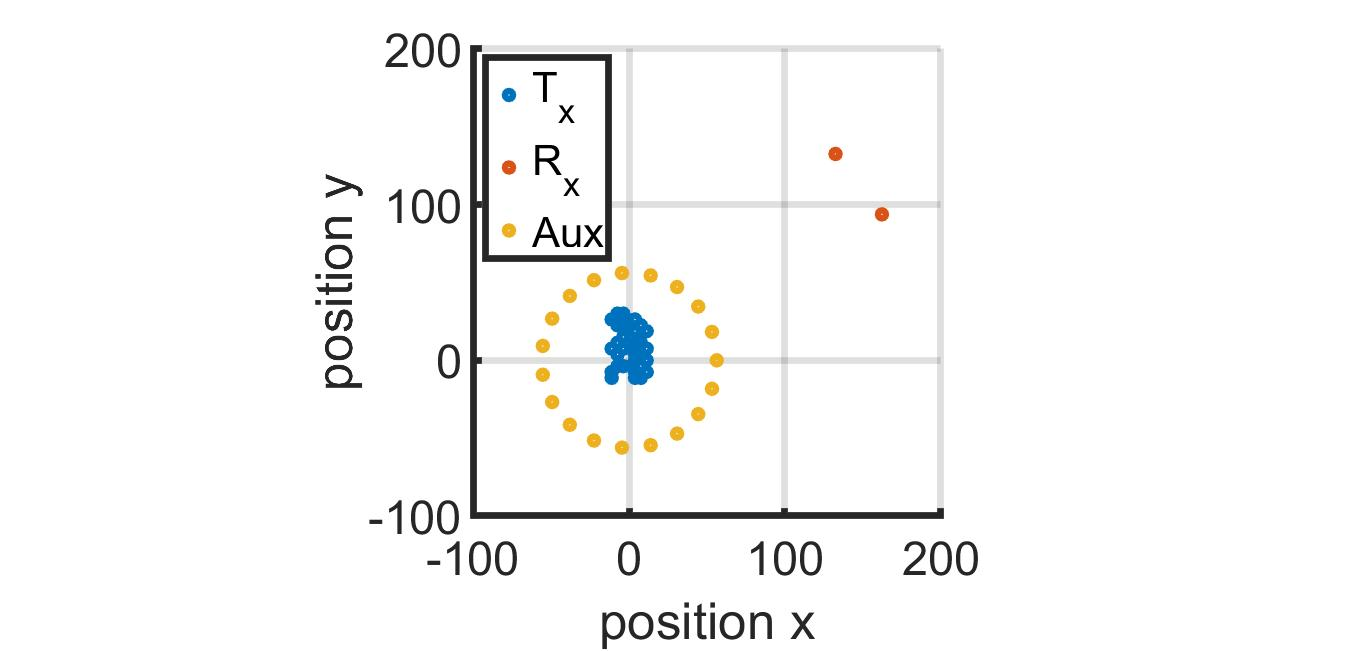 200
100
0
-100
-100 0 100 200
position x
position y
Tx
Rx
Aux